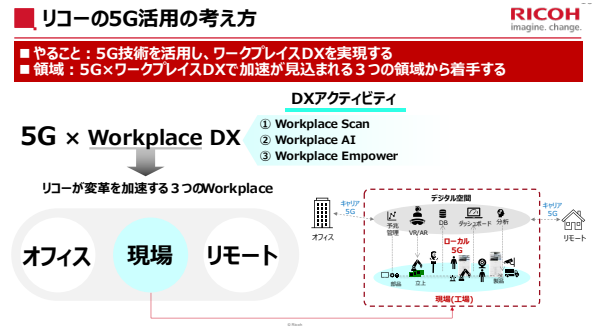 リコーの5G活用の考え方
RICOH
imagine. change.
■ やること：5G技術を活用し、ワークプレイスDXを実現する
■ 領域：5G×ワークプレイスDXで加速が見込まれる３つの領域から着手する
DXアクティビティ
① Workplace Scan
② Workplace AI
③ Workplace Empower
5G × Workplace DX
リコーが変革を加速する３つのWorkplace
オフィス
現場
リモート
デジタル空間
キャリア
5G
キャリア
5G
予兆
管理
VR/AR
DB
ダッシュボード
分析
オフィス
リモート
ローカル
5G
部品
立上
製品
現場(工場)